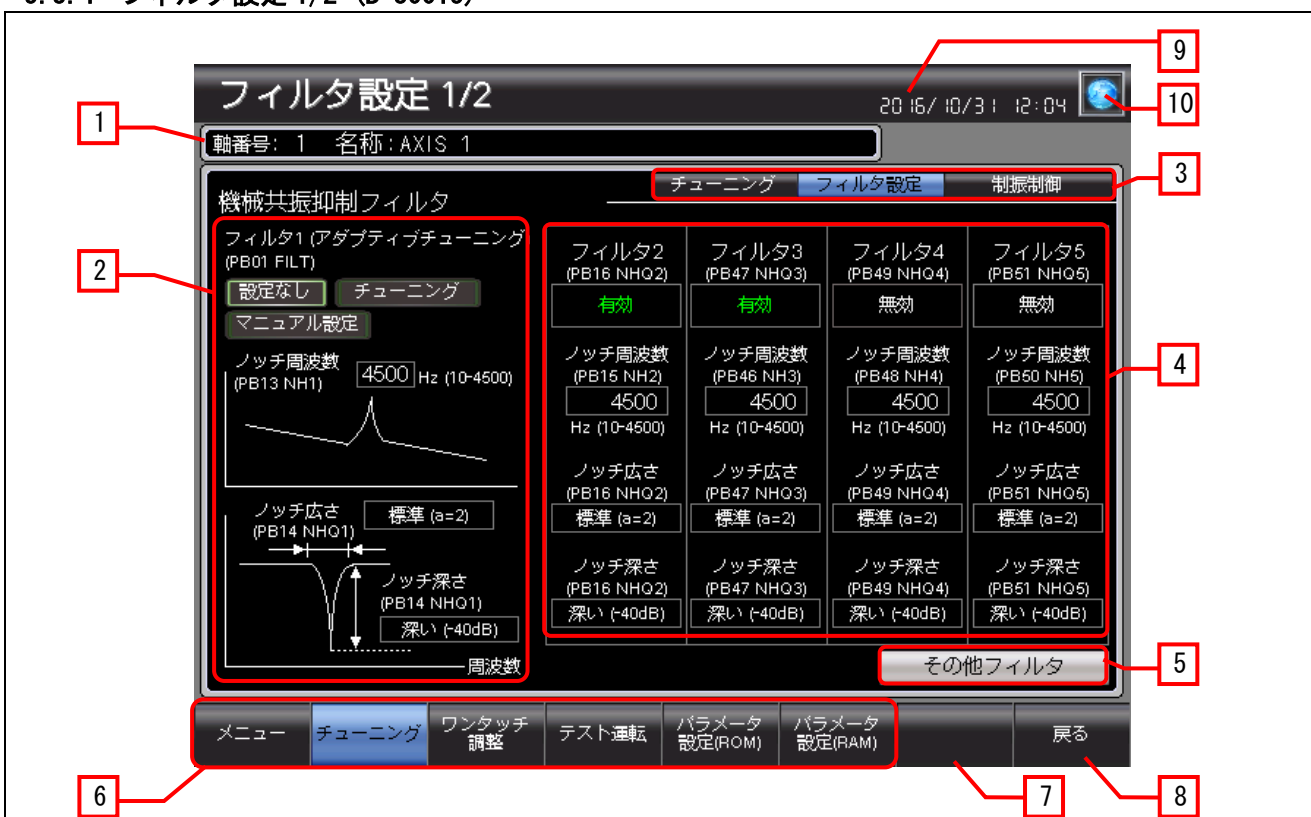 フィルタ設定 1/2
9
2016/10/31 12:04
10
1
軸番号: 1 名称:AXIS 1
チューニング フィルタ設定 制振制御
3
機械共振抑制フィルタ
2
フィルタ1 (アダプティブチューニング
(PB01 FILT)
設定なし チューニング
マニュアル設定
ノッチ周波数
(PB13 NH1)
4500 Hz (10-4500)
ノッチ広さ
(PB14 NHQ1)
標準 (a=2)
ノッチ深さ
(PB14 NHQ1)
深い (-40dB)
周波数
フィルタ2 フィルタ3 フィルタ4 フィルタ5
(PB16 NHQ2) (PB47 NHQ3) (PB49 NHQ4) (PB51 NHQ5)
有効 有効 無効 無効
ノッチ周波数 ノッチ周波数 ノッチ周波数 ノッチ周波数
(PB15 NH2) (PB46 NH3) (PB48 NH4) (PB50 NH5)
4500 4500 4500 4500
Hz (10-4500) Hz (10-4500) Hz (10-4500) Hz (10-4500)
ノッチ広さ ノッチ広さ ノッチ広さ ノッチ広さ
(PB16 NHQ2) (PB47 NHQ3) (PB49 NHQ4) (PB51 NHQ5)
標準 (a=2) 標準 (a=2) 標準 (a=2) 標準 (a=2)
ノッチ深さ ノッチ深さ ノッチ深さ ノッチ深さ
(PB16 NHQ2) (PB47 NHQ3) (PB49 NHQ4) (PB51 NHQ5)
深い (-40dB) 深い (-40dB) 深い (-40dB) 深い (-40dB)
4
その他フィルタ
5
メニュー チューニング ワンタッチ調整 テスト運転 パラメータ設定(ROM) パラメータ設定(RAM) 戻る
6
7
8